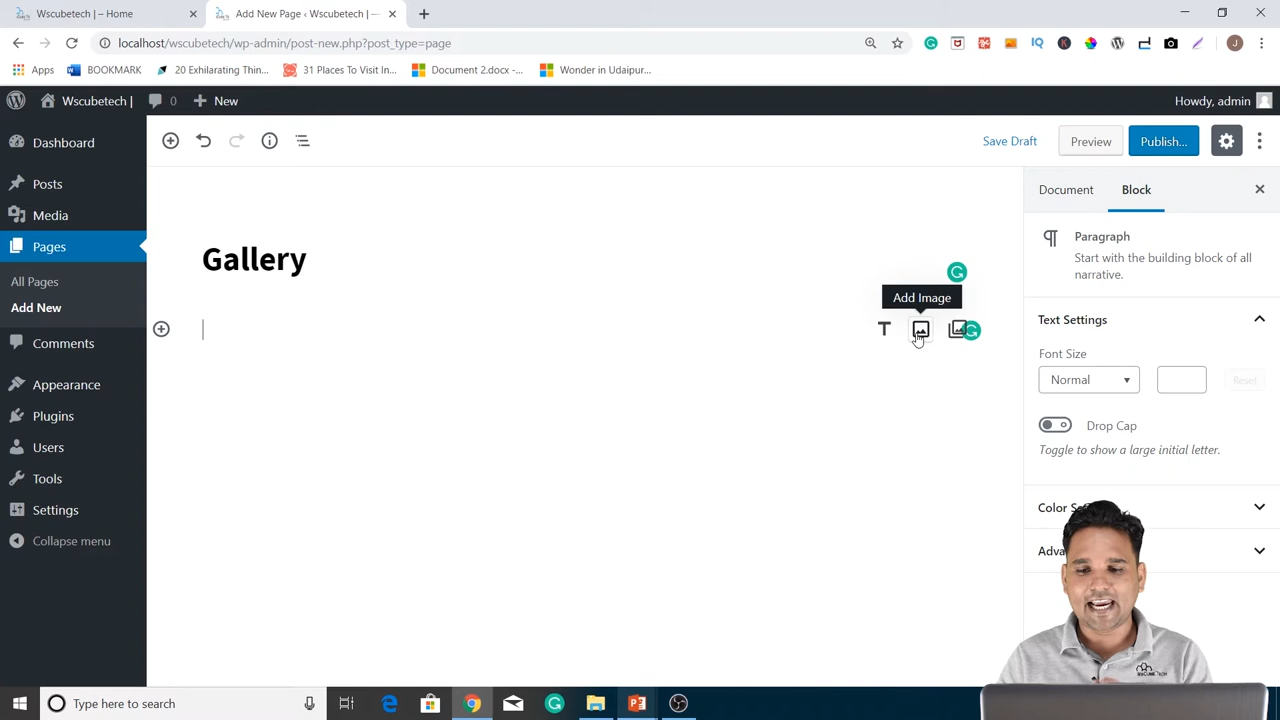 Wscubetech | – Home
Add New Page ‹ Wscubetech | —
localhost/wscubetech/wp-admin/post-new.php?post_type=page
Apps
BOOKMARK
20 Exhilarating Thin...
31 Places To Visit In...
Document 2.docx -...
Wonder in Udaipur...
Wscubetech |
0
New
Howdy, admin
Dashboard
Posts
Media
Pages
All Pages
Add New
Comments
Appearance
Plugins
Users
Tools
Settings
Collapse menu
Save Draft
Preview
Publish...
Gallery
Add Image
Document
Block
Paragraph
Start with the building block of all
narrative.
Text Settings
Font Size
Normal
Reset
Drop Cap
Toggle to show a large initial letter.
Color
Type here to search